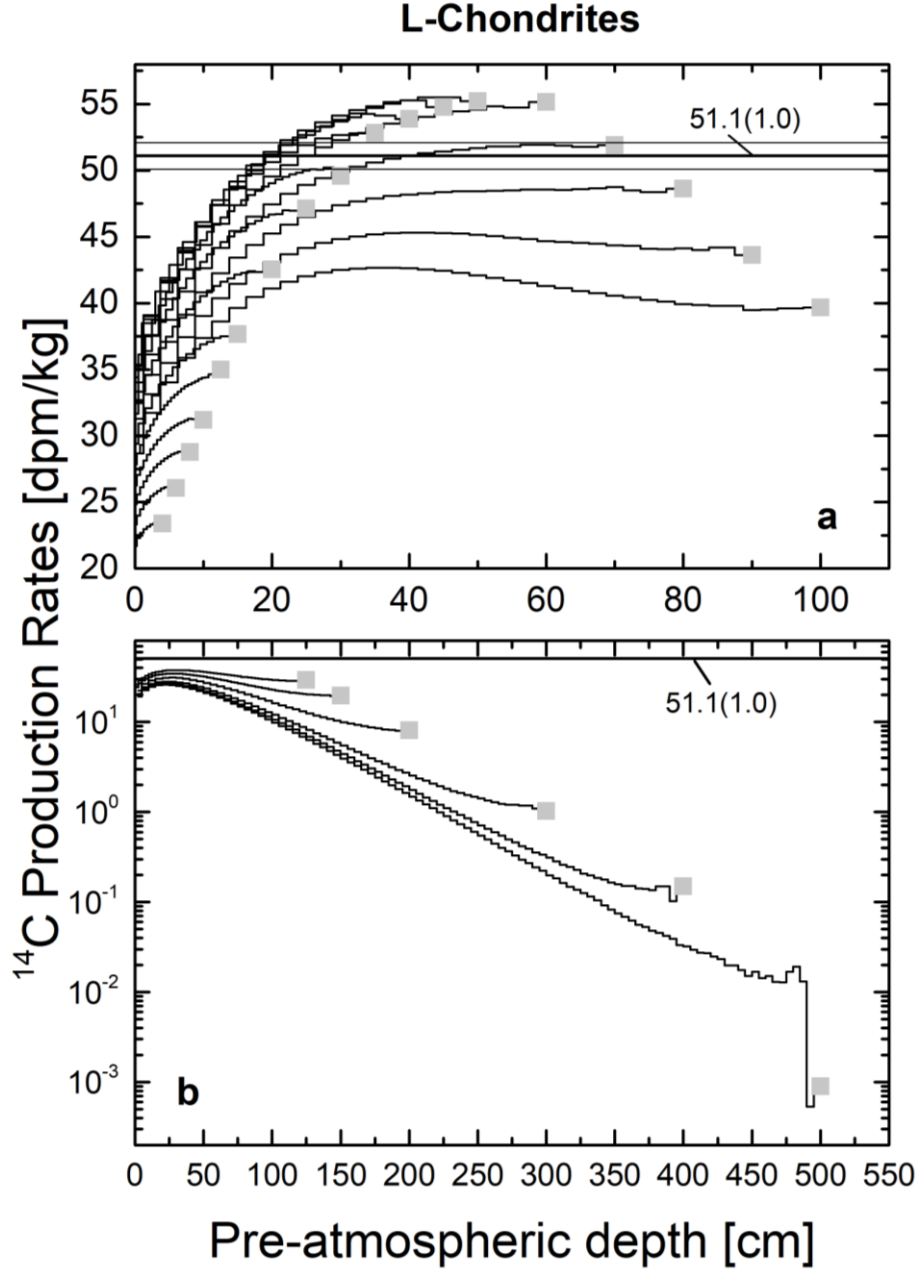 L-Chondrites
55
50
45
40
35
30
25
20
51.1(1.0)
a
0 20 40 60 80 100
¹⁴C Production Rates [dpm/kg]
10¹
10⁰
10⁻¹
10⁻²
10⁻³
51.1(1.0)
b
0 50 100 150 200 250 300 350 400 450 500 550
Pre-atmospheric depth [cm]